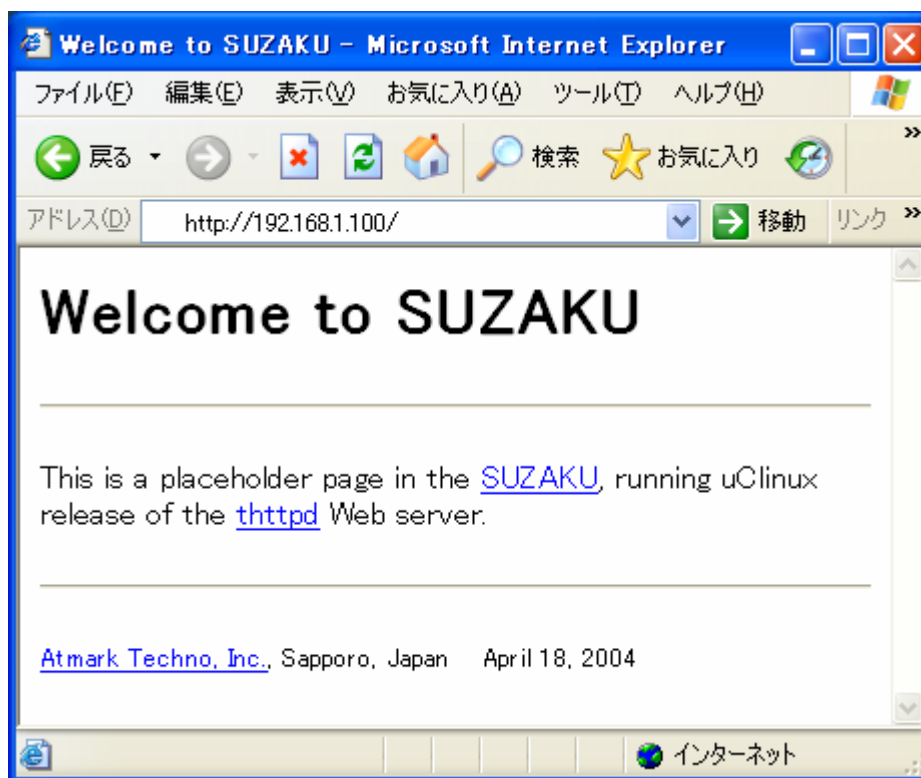 Welcome to SUZAKU - Microsoft Internet Explorer
ファイル(F) 編集(E) 表示(V) お気に入り(A) ツール(T) ヘルプ(H)
戻る 検索 お気に入り »
アドレス(D) http://192.168.1.100/ 移動 リンク »
Welcome to SUZAKU
This is a placeholder page in the SUZAKU, running uClinux
release of the thttpd Web server.
Atmark Techno, Inc., Sapporo, Japan April 18, 2004
インターネット